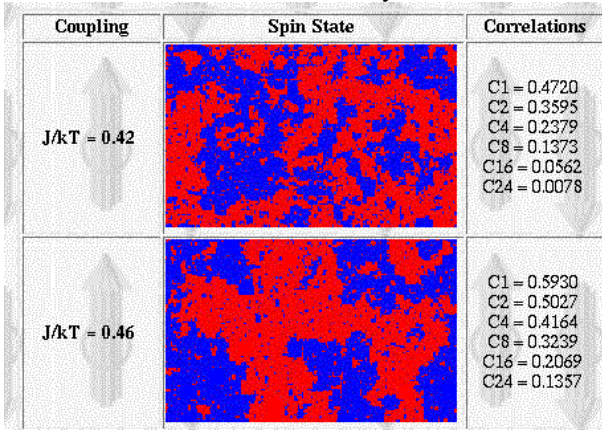 Coupling Spin State Correlations
J/kT = 0.42
C1 = 0.4720
C2 = 0.3595
C4 = 0.2379
C8 = 0.1373
C16 = 0.0562
C24 = 0.0078
J/kT = 0.46
C1 = 0.5930
C2 = 0.5027
C4 = 0.4164
C8 = 0.3239
C16 = 0.2069
C24 = 0.1357